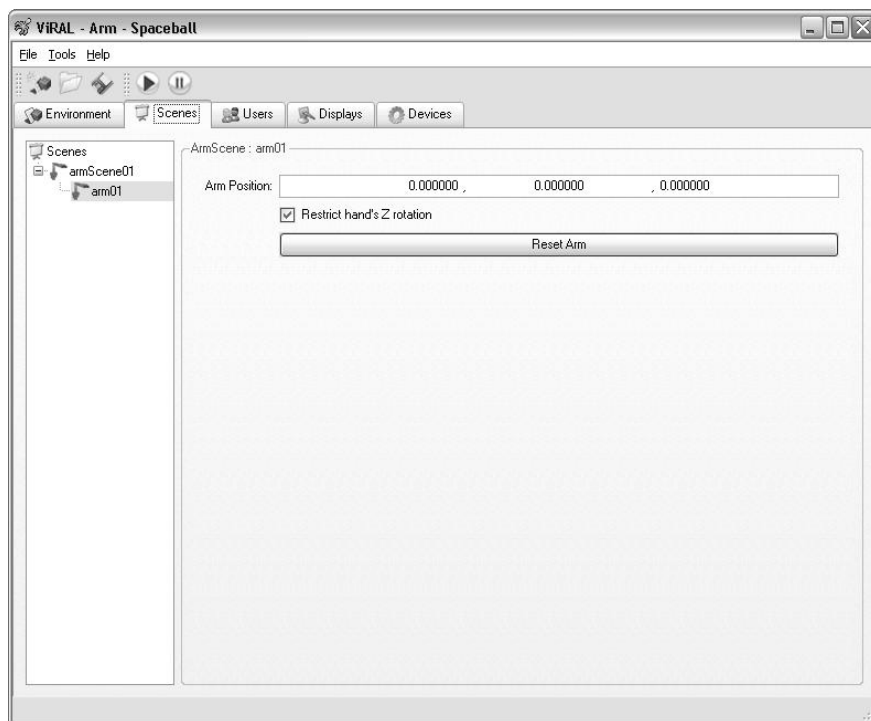 ViRAL - Arm - Spaceball
File Tools Help
Environment Scenes Users Displays Devices
Scenes
armScene01
arm01
ArmScene : arm01
Arm Position: 0.000000 , 0.000000 , 0.000000
Restrict hand's Z rotation
Reset Arm